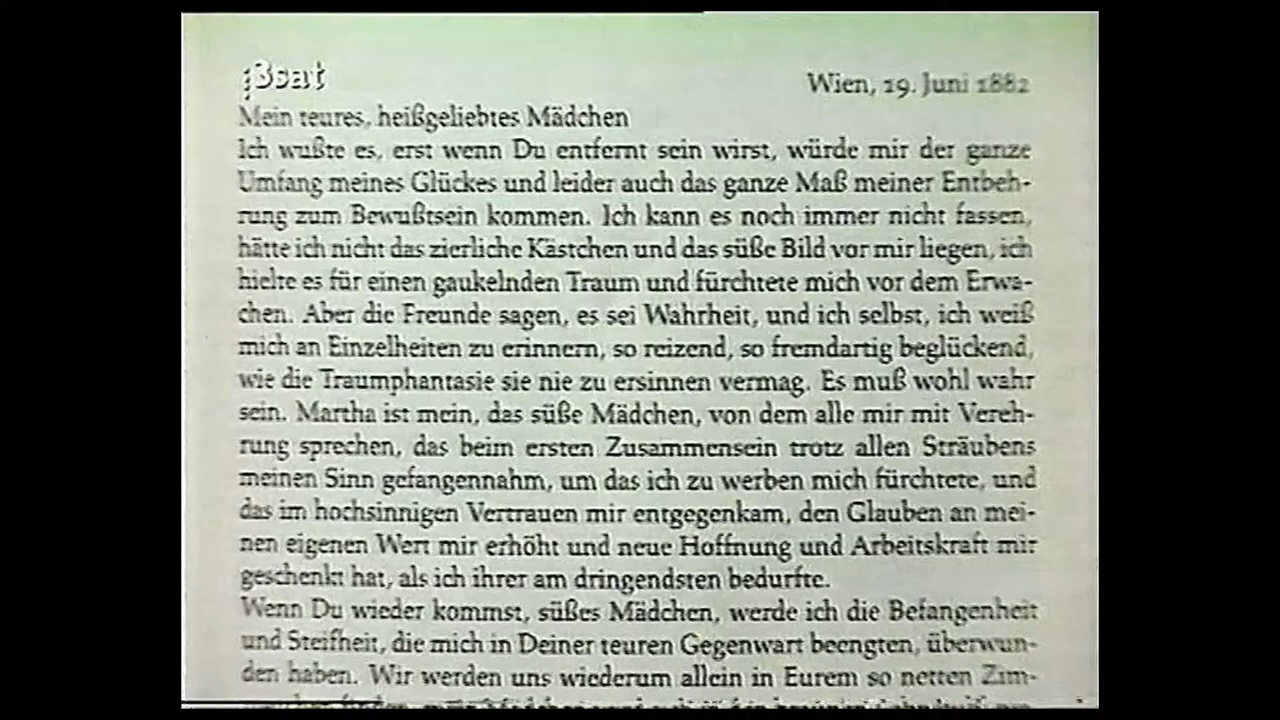 3sat
Wien, 19. Juni 1882
Mein teures, heißgeliebtes Mädchen
Ich wußte es, erst wenn Du entfernt sein wirst, würde mir der ganze
Umfang meines Glückes und leider auch das ganze Maß meiner Entbeh-
rung zum Bewußtsein kommen. Ich kann es noch immer nicht fassen,
hätte ich nicht das zierliche Kästchen und das süße Bild vor mir liegen, ich
hielte es für einen gaukelnden Traum und fürchtete mich vor dem Erwa-
chen. Aber die Freunde sagen, es sei Wahrheit, und ich selbst, ich weiß
mich an Einzelheiten zu erinnern, so reizend, so fremdartig beglückend,
wie die Traumphantasie sie nie zu ersinnen vermag. Es muß wohl wahr
sein. Martha ist mein, das süße Mädchen, von dem alle mir mit Vereh-
rung sprechen, das beim ersten Zusammensein trotz allen Sträubens
meinen Sinn gefangennahm, um das ich zu werben mich fürchtete, und
das im hochsinnigen Vertrauen mir entgegenkam, den Glauben an mei-
nen eigenen Wert mir erhöht und neue Hoffnung und Arbeitskraft mir
geschenkt hat, als ich ihrer am dringendsten bedurfte.
Wenn Du wieder kommst, süßes Mädchen, werde ich die Befangenheit
und Steifheit, die mich in Deiner teuren Gegenwart beengten, überwun-
den haben. Wir werden uns wiederum allein in Eurem so netten Zim-